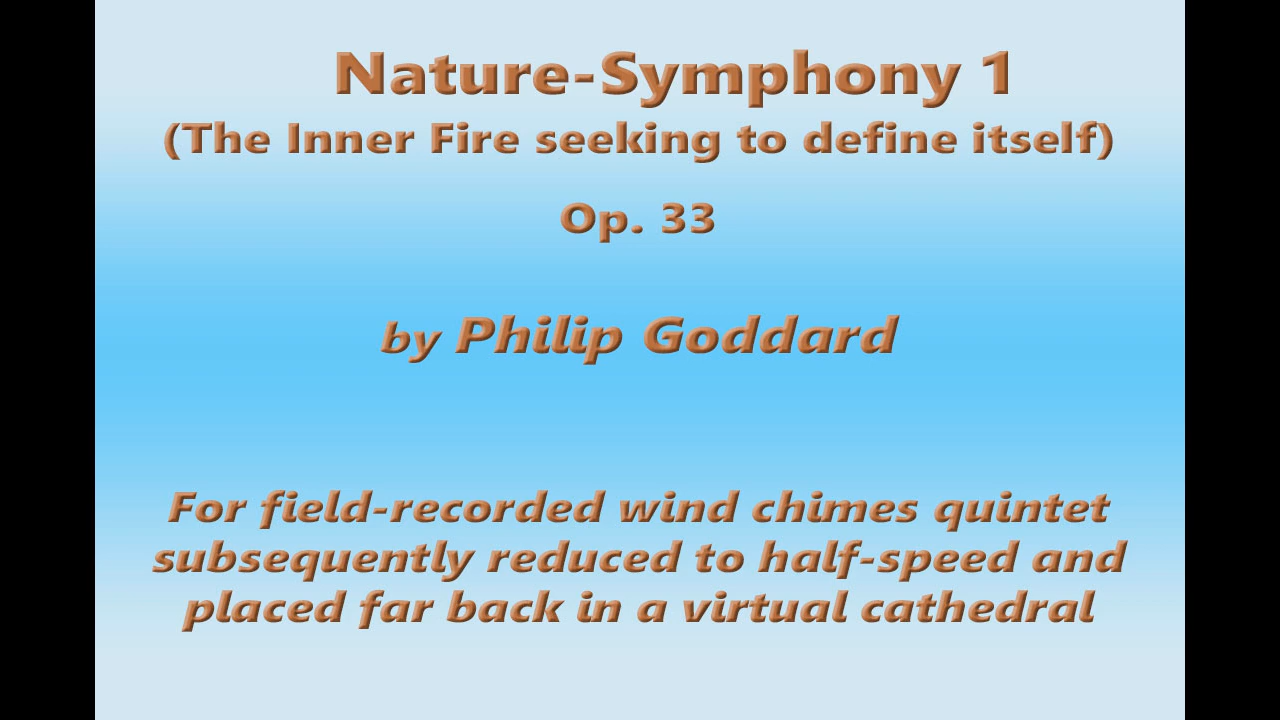 Nature-Symphony 1
(The Inner Fire seeking to define itself)
Op. 33
by Philip Goddard
For field-recorded wind chimes quintet
subsequently reduced to half-speed and
placed far back in a virtual cathedral